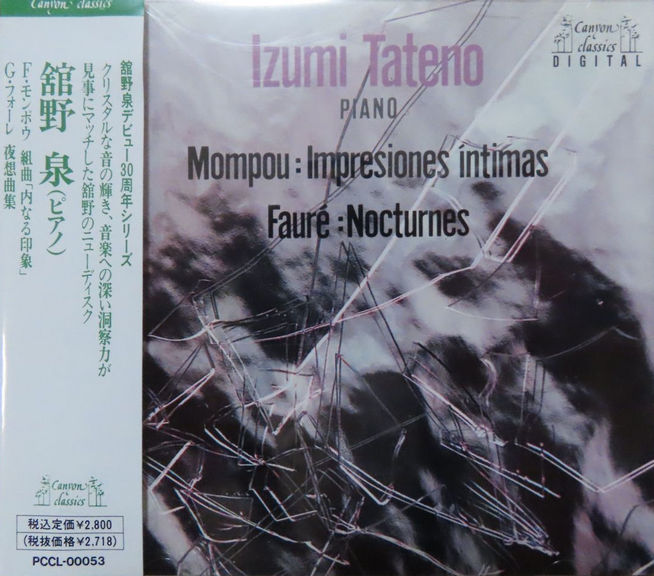 Canyon classics
舘野泉デビュー30周年シリーズ
クリスタルな音の輝き、音楽への深い洞察力が
見事にマッチした舘野のニューディスク
舘野 泉(ピアノ)
F・モンポウ 組曲「内なる印象」
G・フォーレ 夜想曲集
Canyon
classics
税込定価¥2,800
(税抜価格¥2,718)
PCCL-00053
Izumi Tateno
PIANO
Mompou:Impresiones íntimas
Fauré:Nocturnes
Canyon
classics
DIGITAL